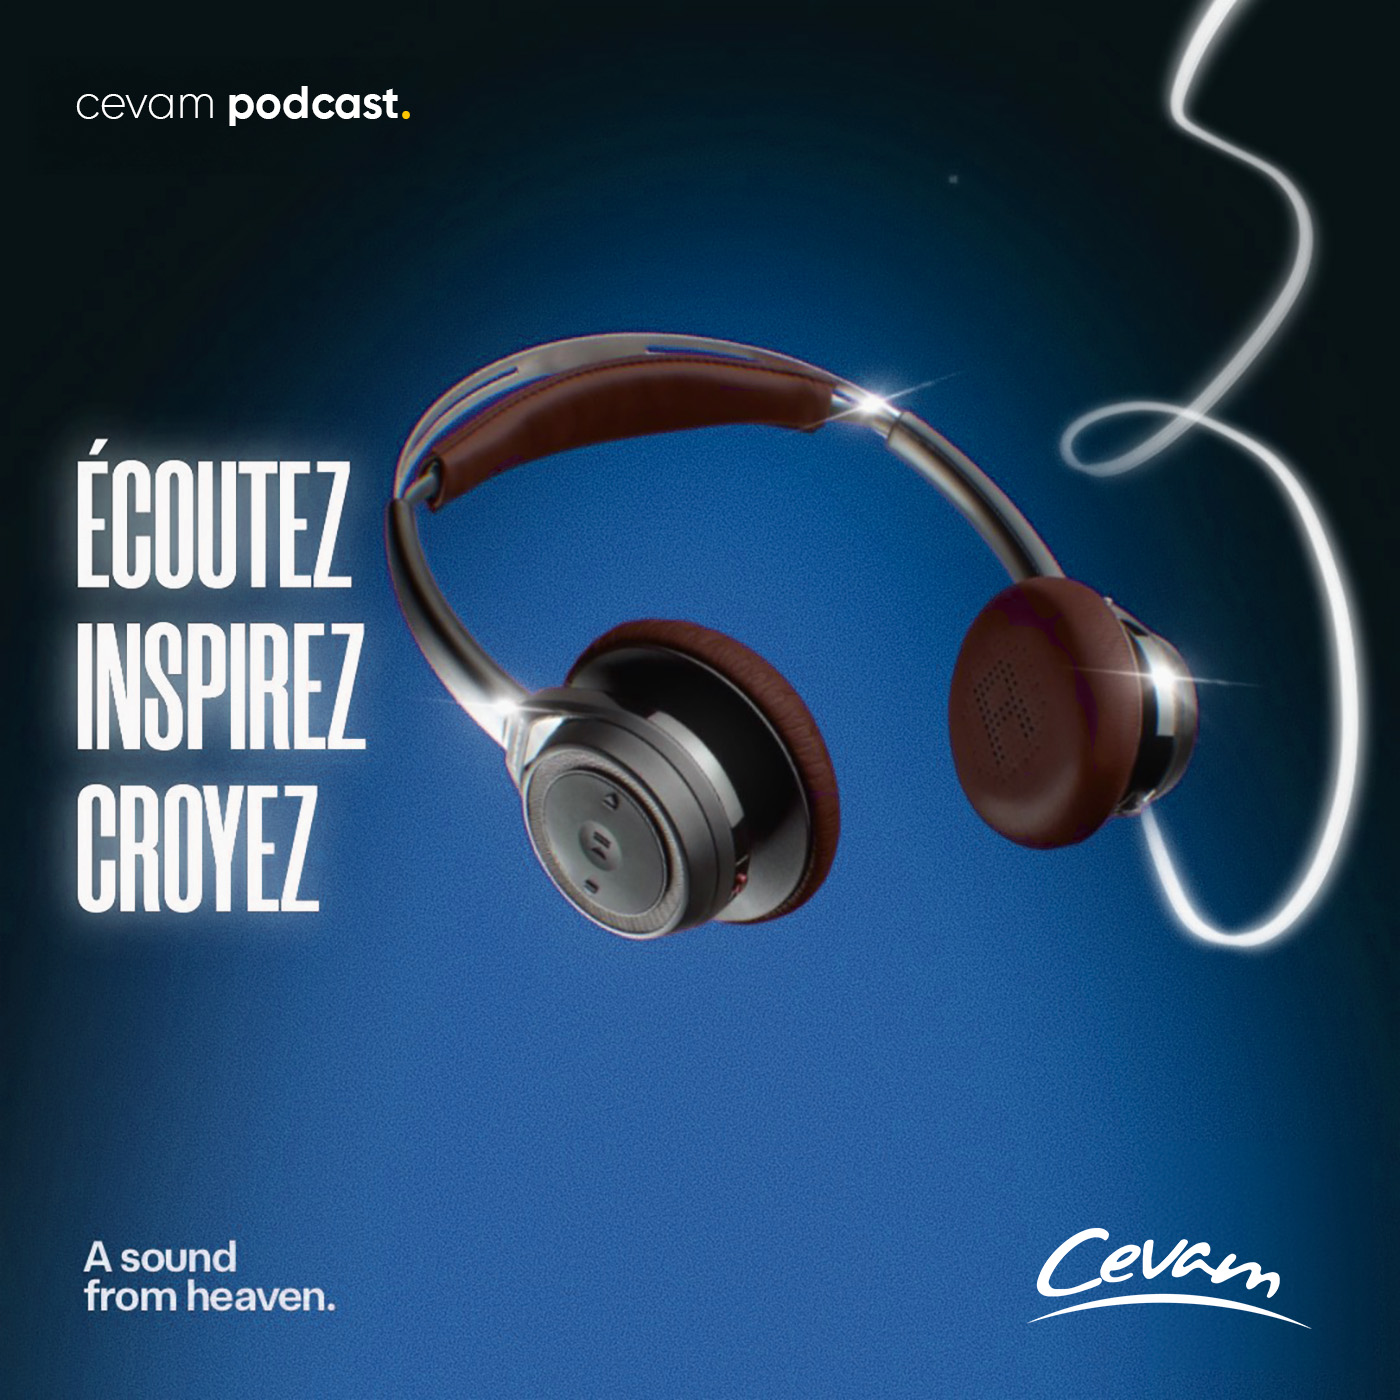 cevam podcast.
ÉCOUTEZ
INSPIREZ
CROYEZ
A sound
from heaven.
Cevam